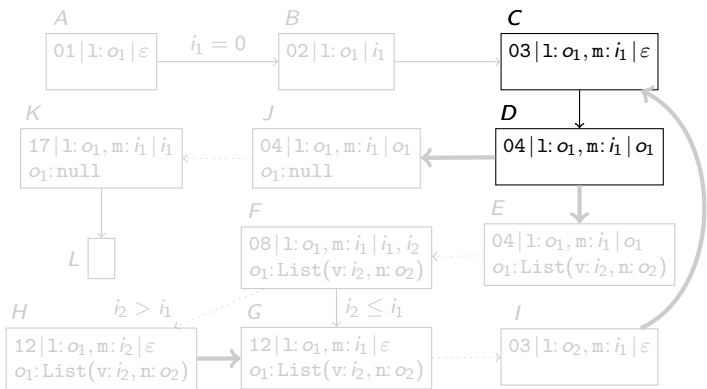 A
B
C
01 | l: o₁ | ε
i₁ = 0
02 | l: o₁ | i₁
03 | l: o₁, m: i₁ | ε
K
J
D
17 | l: o₁, m: i₁ | i₁
o₁: null
04 | l: o₁, m: i₁ | o₁
o₁: null
04 | l: o₁, m: i₁ | o₁
F
E
L
08 | l: o₁, m: i₁ | i₁, i₂
o₁: List(v: i₂, n: o₂)
04 | l: o₁, m: i₁ | o₁
o₁: List(v: i₂, n: o₂)
H
i₂ > i₁
G
i₂ ≤ i₁
I
12 | l: o₁, m: i₂ | ε
o₁: List(v: i₂, n: o₂)
12 | l: o₁, m: i₁ | ε
o₁: List(v: i₂, n: o₂)
03 | l: o₂, m: i₁ | ε